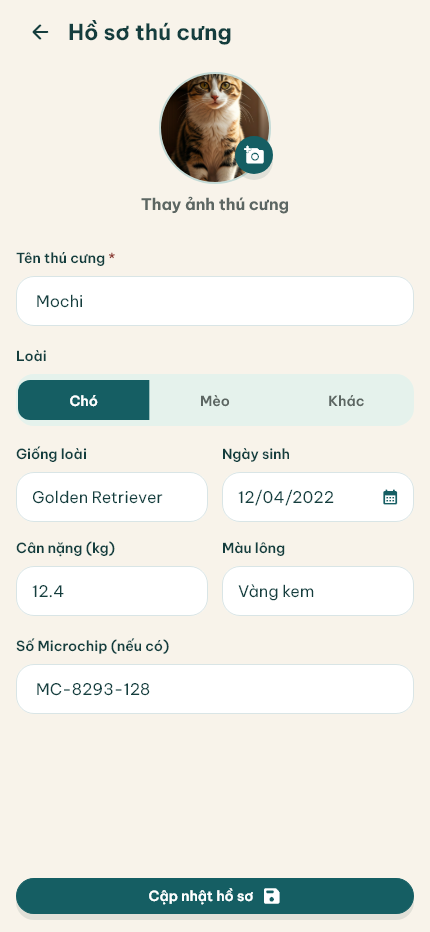 Hồ sơ thú cưng
Thay ảnh thú cưng
Tên thú cưng *
Mochi
Loài
Chó Mèo Khác
Giống loài Ngày sinh
Golden Retriever 12/04/2022
Cân nặng (kg) Màu lông
12.4 Vàng kem
Số Microchip (nếu có)
MC-8293-128
Cập nhật hồ sơ